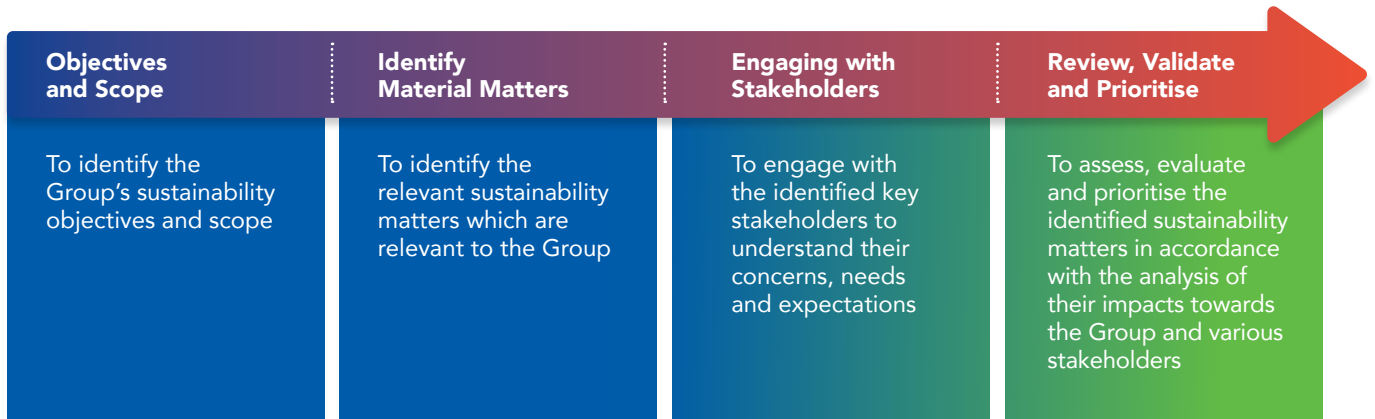 Objectives
and Scope
To identify the
Group's sustainability
objectives and scope
Identify
Material Matters
To identify the
relevant sustainability
matters which are
relevant to the Group
Engaging with
Stakeholders
To engage with
the identified key
stakeholders to
understand their
concerns, needs
and expectations
Review, Validate
and Prioritise
To assess, evaluate
and prioritise the
identified sustainability
matters in accordance
with the analysis of
their impacts towards
the Group and various
stakeholders